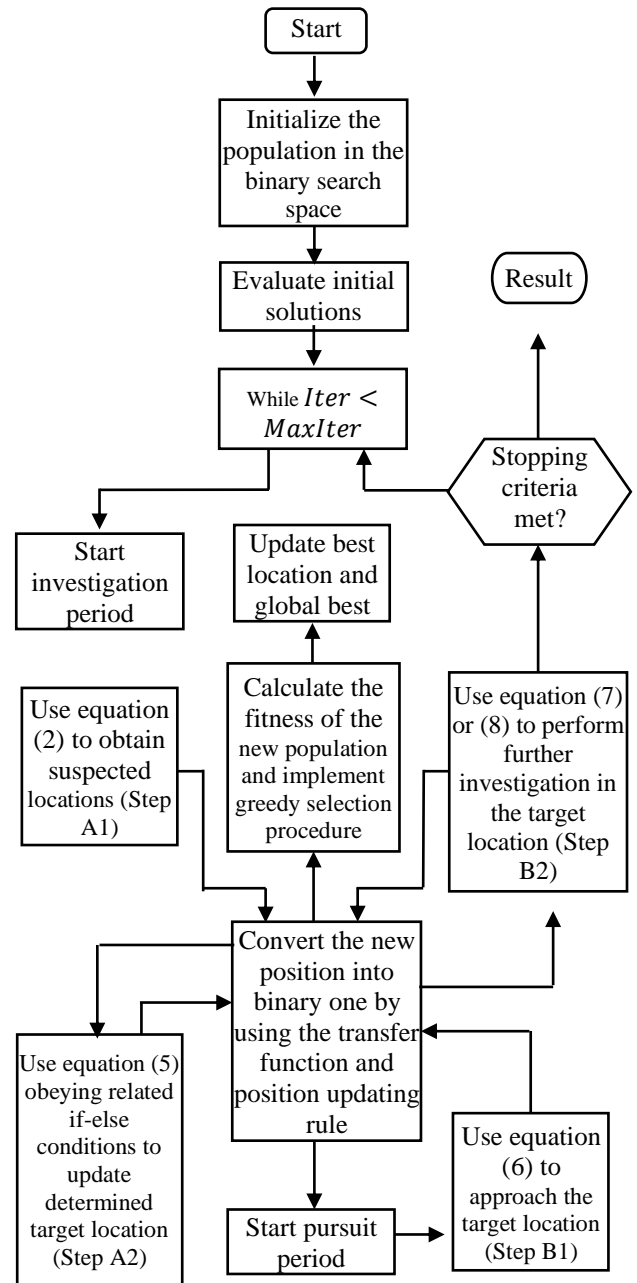 Start
Initialize the
population in the
binary search
space
Evaluate initial
solutions
Result
While Iter <
MaxIter
Stopping
criteria
met?
Start
investigation
period
Update best
location and
global best
Use equation
(2) to obtain
suspected
locations (Step
A1)
Calculate the
fitness of the
new population
and implement
greedy selection
procedure
Use equation (7)
or (8) to perform
further
investigation in
the target
location (Step
B2)
Convert the new
position into
binary one by
using the transfer
function and
position updating
rule
Use equation (5)
obeying related
if-else
conditions to
update
determined
target location
(Step A2)
Use equation
(6) to
approach the
target location
(Step B1)
Start pursuit
period